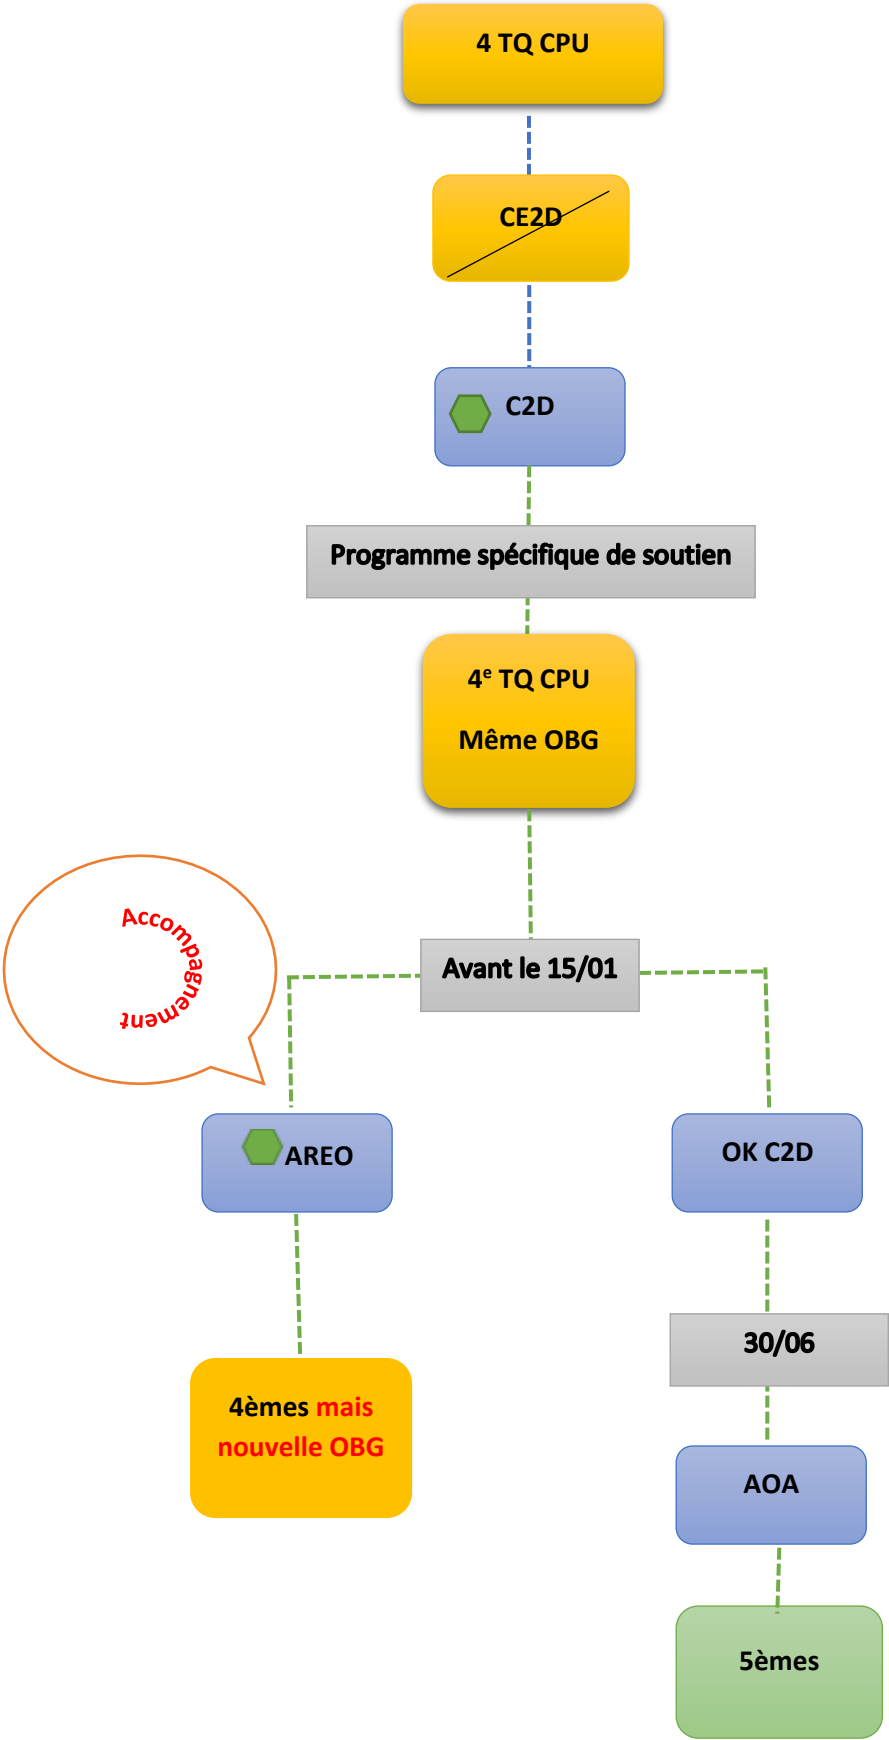 4 TQ CPU
CE2D
C2D
Programme spécifique de soutien
4e TQ CPU
Même OBG
Accompagnement
Avant le 15/01
AREO
OK C2D
30/06
4èmes mais
nouvelle OBG
AOA
5èmes